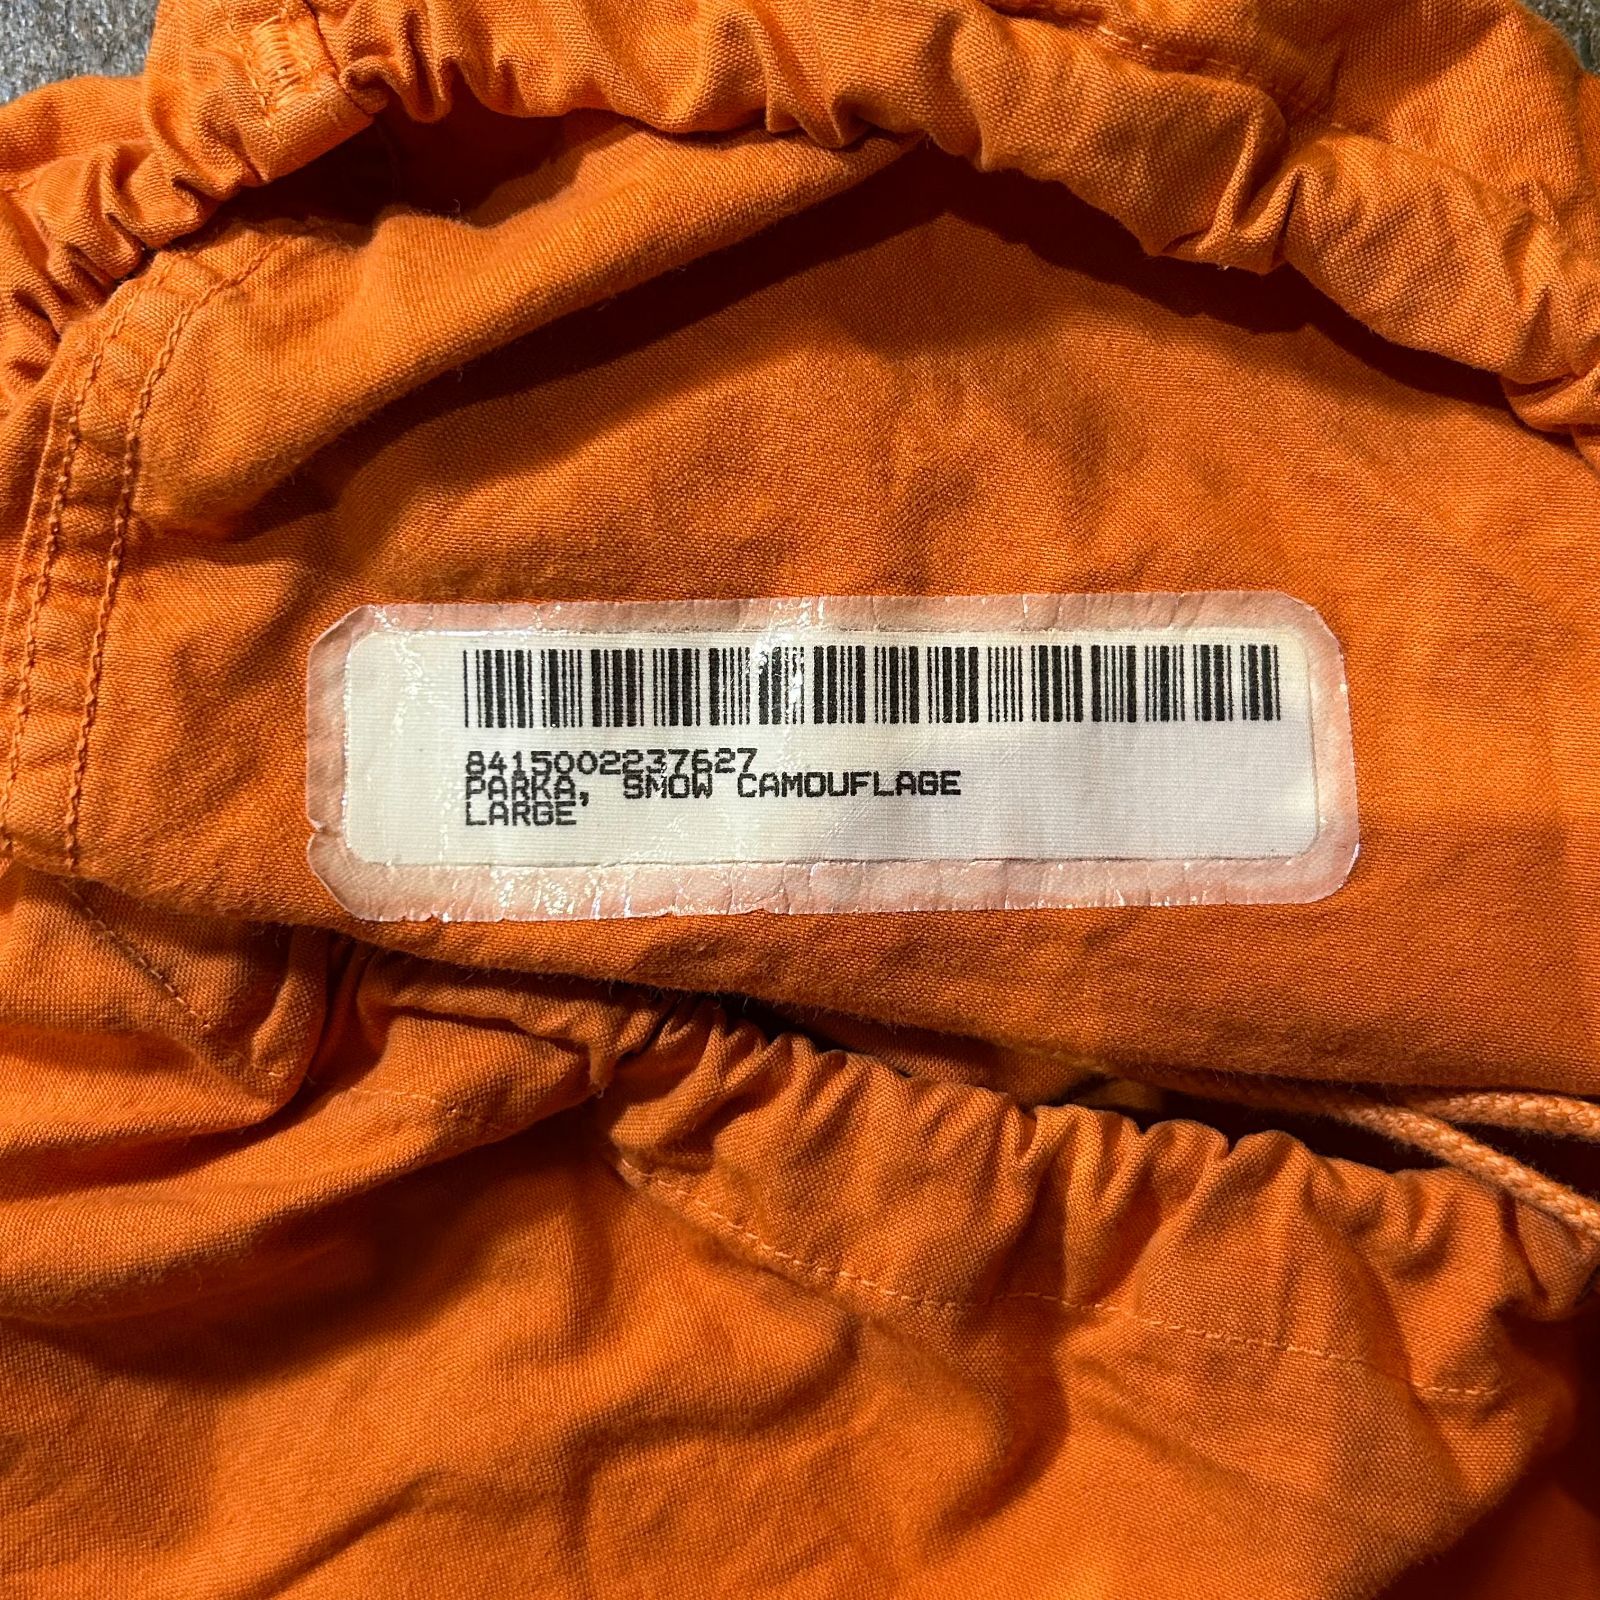 8415002237627
PARKA, SNOW CAMOUFLAGE
LARGE